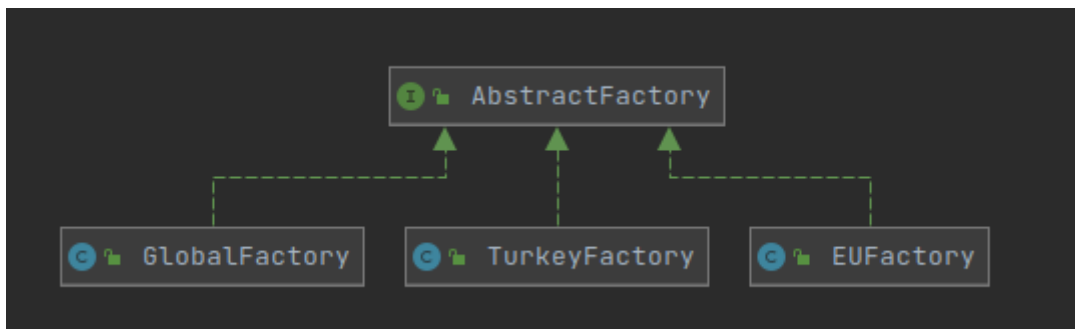 I AbstractFactory
C GlobalFactory
C TurkeyFactory
C EUFactory